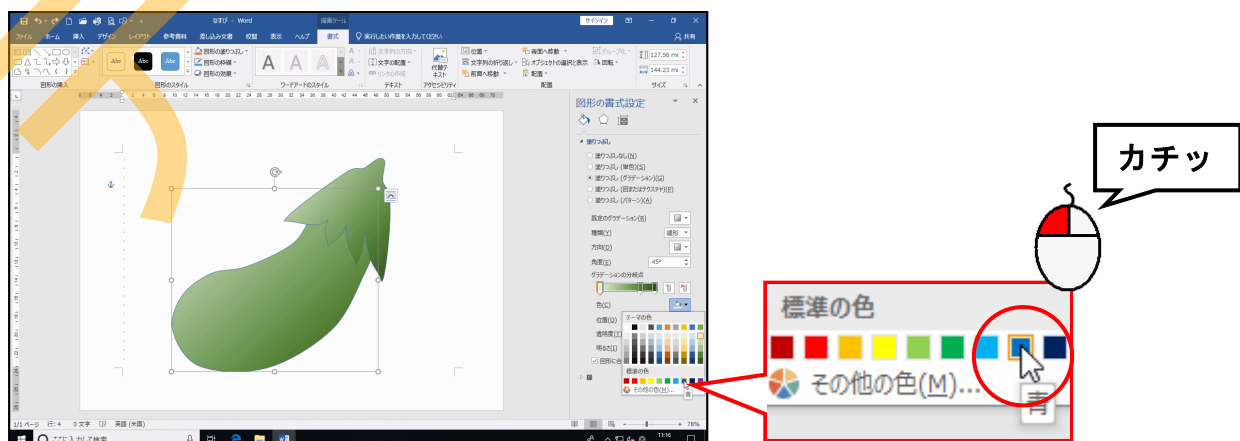 なすび - Word
描画ツール
サインイン
ファイル ホーム 挿入 デザイン レイアウト 参考資料 差し込み文書 校閲 表示 ヘルプ 書式 実行したい作業を入力してください
共有
Abc Abc Abc
図形の塗りつぶし
図形の枠線
図形の効果
A A A
文字列の方向
文字の配置
リンクの作成
代替テキスト
位置
文字列の折り返し
前面へ移動
背面へ移動
オブジェクトの選択と表示
配置
グループ化
回転
127.56 mm
144.23 mm
図形の挿入 図形のスタイル ワードアートのスタイル テキスト アクセシビリティ 配置 サイズ
図形の書式設定
塗りつぶし
塗りつぶしなし(N)
塗りつぶし (単色)(S)
塗りつぶし (グラデーション)(G)
塗りつぶし (図またはテクスチャ)(P)
塗りつぶし (パターン)(A)
既定のグラデーション(R)
種類(Y) 線形
方向(D)
角度(E) 45°
グラデーションの分岐点
色(C)
位置(O)
透明度(T)
明るさ(I)
図形に合
テーマの色
標準の色
その他の色(M)...
青
1/1 ページ 行: 4 0 文字 英語 (米国)
78%
ここに入力して検索
11:16
カチッ
標準の色
その他の色(M)...
青